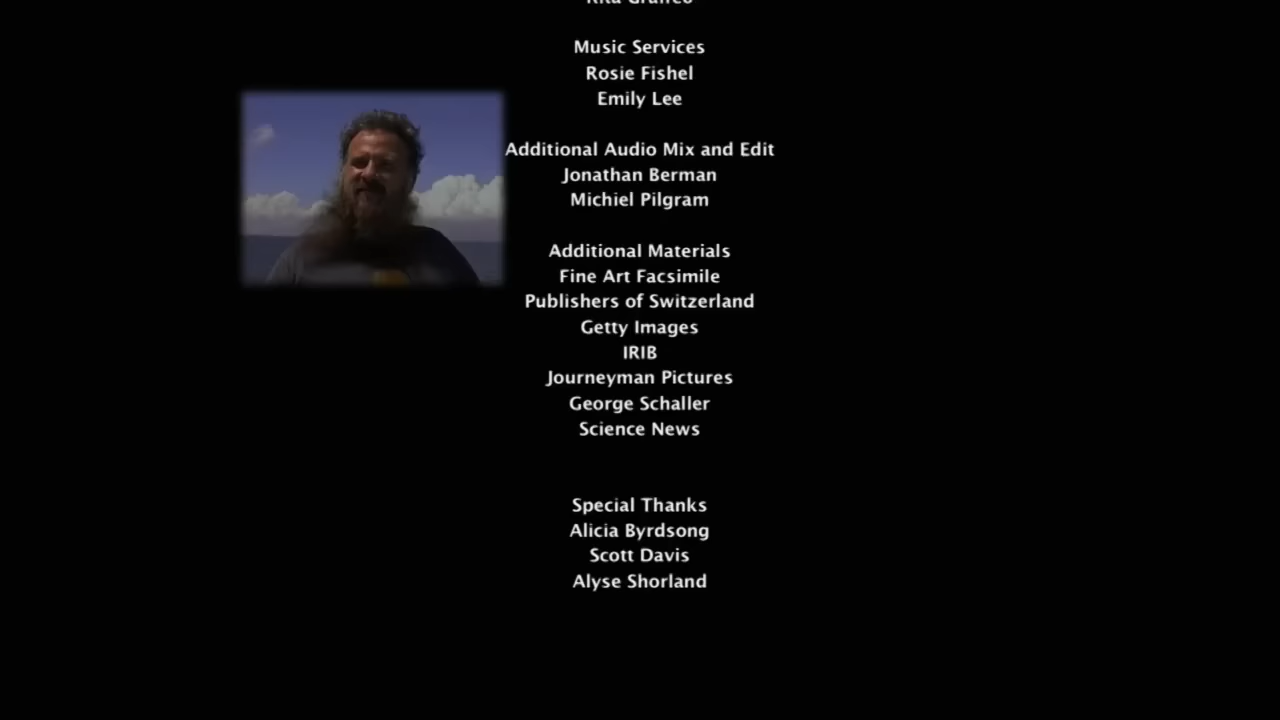 Music Services
Rosie Fishel
Emily Lee
Additional Audio Mix and Edit
Jonathan Berman
Michiel Pilgram
Additional Materials
Fine Art Facsimile
Publishers of Switzerland
Getty Images
IRIB
Journeyman Pictures
George Schaller
Science News
Special Thanks
Alicia Byrdsong
Scott Davis
Alyse Shorland